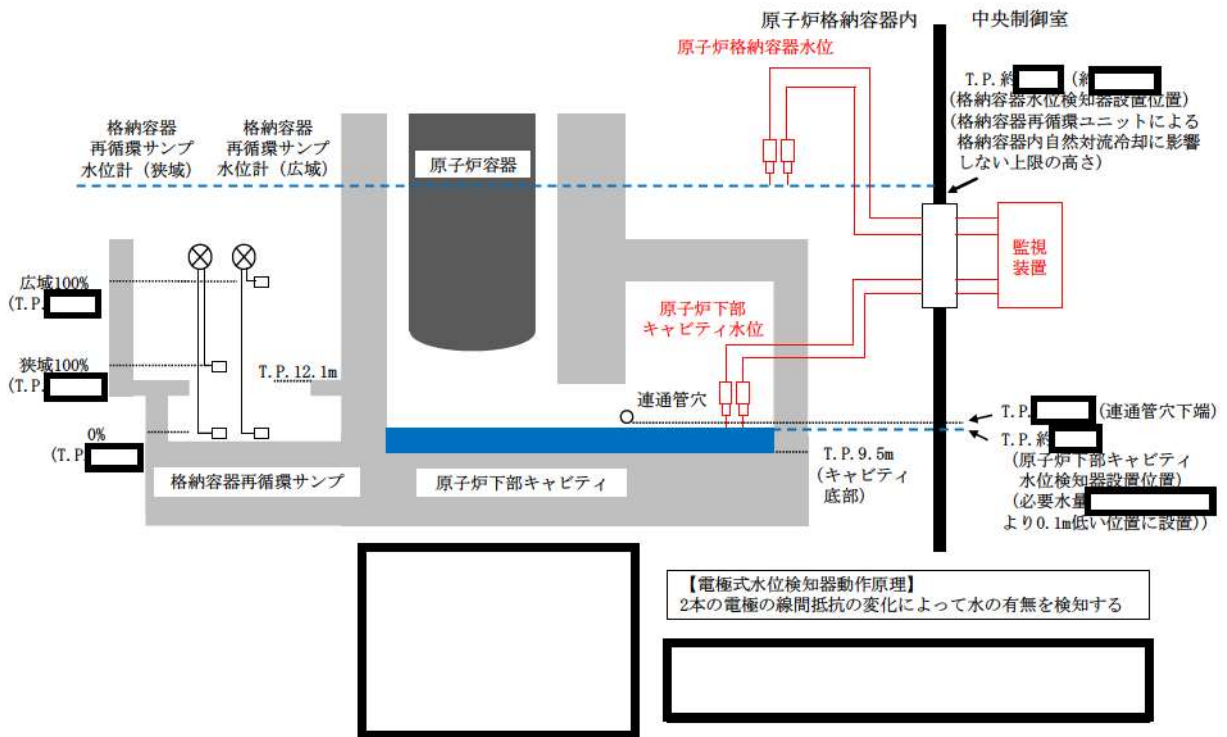 原子炉格納容器内
中央制御室
原子炉格納容器水位
T.P.約 (約
(格納容器水位検知器設置位置)
(格納容器再循環ユニットによる
格納容器内自然対流冷却に影響
しない上限の高さ)
格納容器
再循環サンプ
水位計（狭域）
格納容器
再循環サンプ
水位計（広域）
原子炉容器
監視
装置
広域100%
(T.P.
原子炉下部
キャビティ水位
狭域100%
(T.P.
T.P.12.1m
連通管穴
T.P. (連通管穴下端)
0%
(T.P
T.P.約
(原子炉下部キャビティ
水位検知器設置位置)
(必要水量
より0.1m低い位置に設置))
T.P.9.5m
(キャビティ
底部)
格納容器再循環サンプ
原子炉下部キャビティ
【電極式水位検知器動作原理】
2本の電極の線間抵抗の変化によって水の有無を検知する